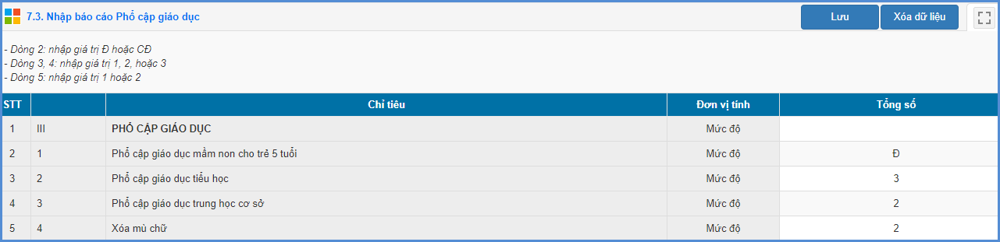 7.3. Nhập báo cáo Phổ cập giáo dục Lưu Xóa dữ liệu
- Dòng 2: nhập giá trị Đ hoặc CĐ
- Dòng 3, 4: nhập giá trị 1, 2, hoặc 3
- Dòng 5: nhập giá trị 1 hoặc 2
STT Chỉ tiêu Đơn vị tính Tổng số
1 III PHỔ CẬP GIÁO DỤC Mức độ
2 1 Phổ cập giáo dục mầm non cho trẻ 5 tuổi Mức độ Đ
3 2 Phổ cập giáo dục tiểu học Mức độ 3
4 3 Phổ cập giáo dục trung học cơ sở Mức độ 2
5 4 Xóa mù chữ Mức độ 2